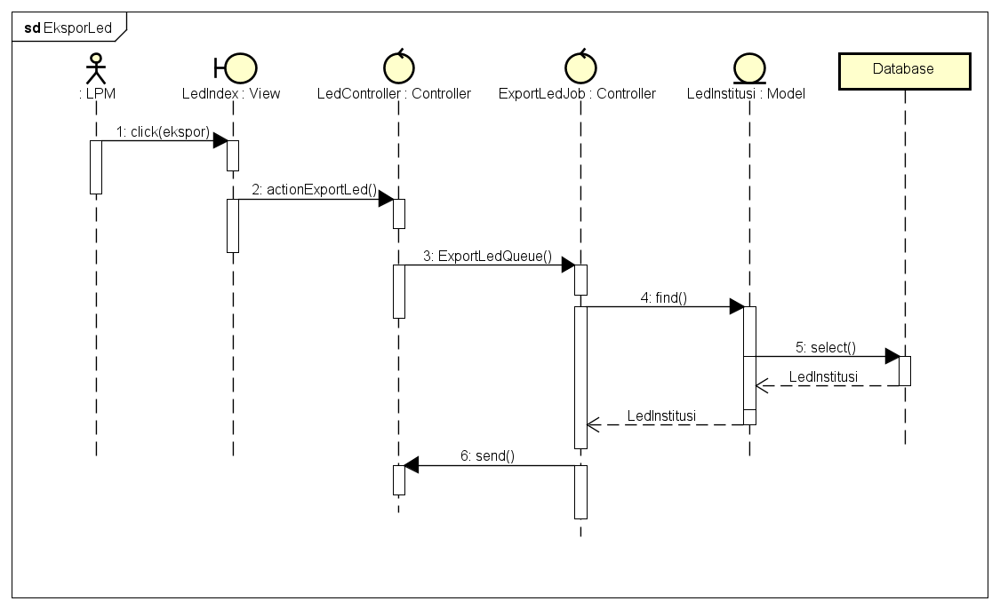 sd EksporLed
: LPM
LedIndex : View
LedController : Controller
ExportLedJob : Controller
LedInstitusi : Model
Database
1: click(ekspor)
2: actionExportLed()
3: ExportLedQueue()
4: find()
5: select()
LedInstitusi
LedInstitusi
6: send()